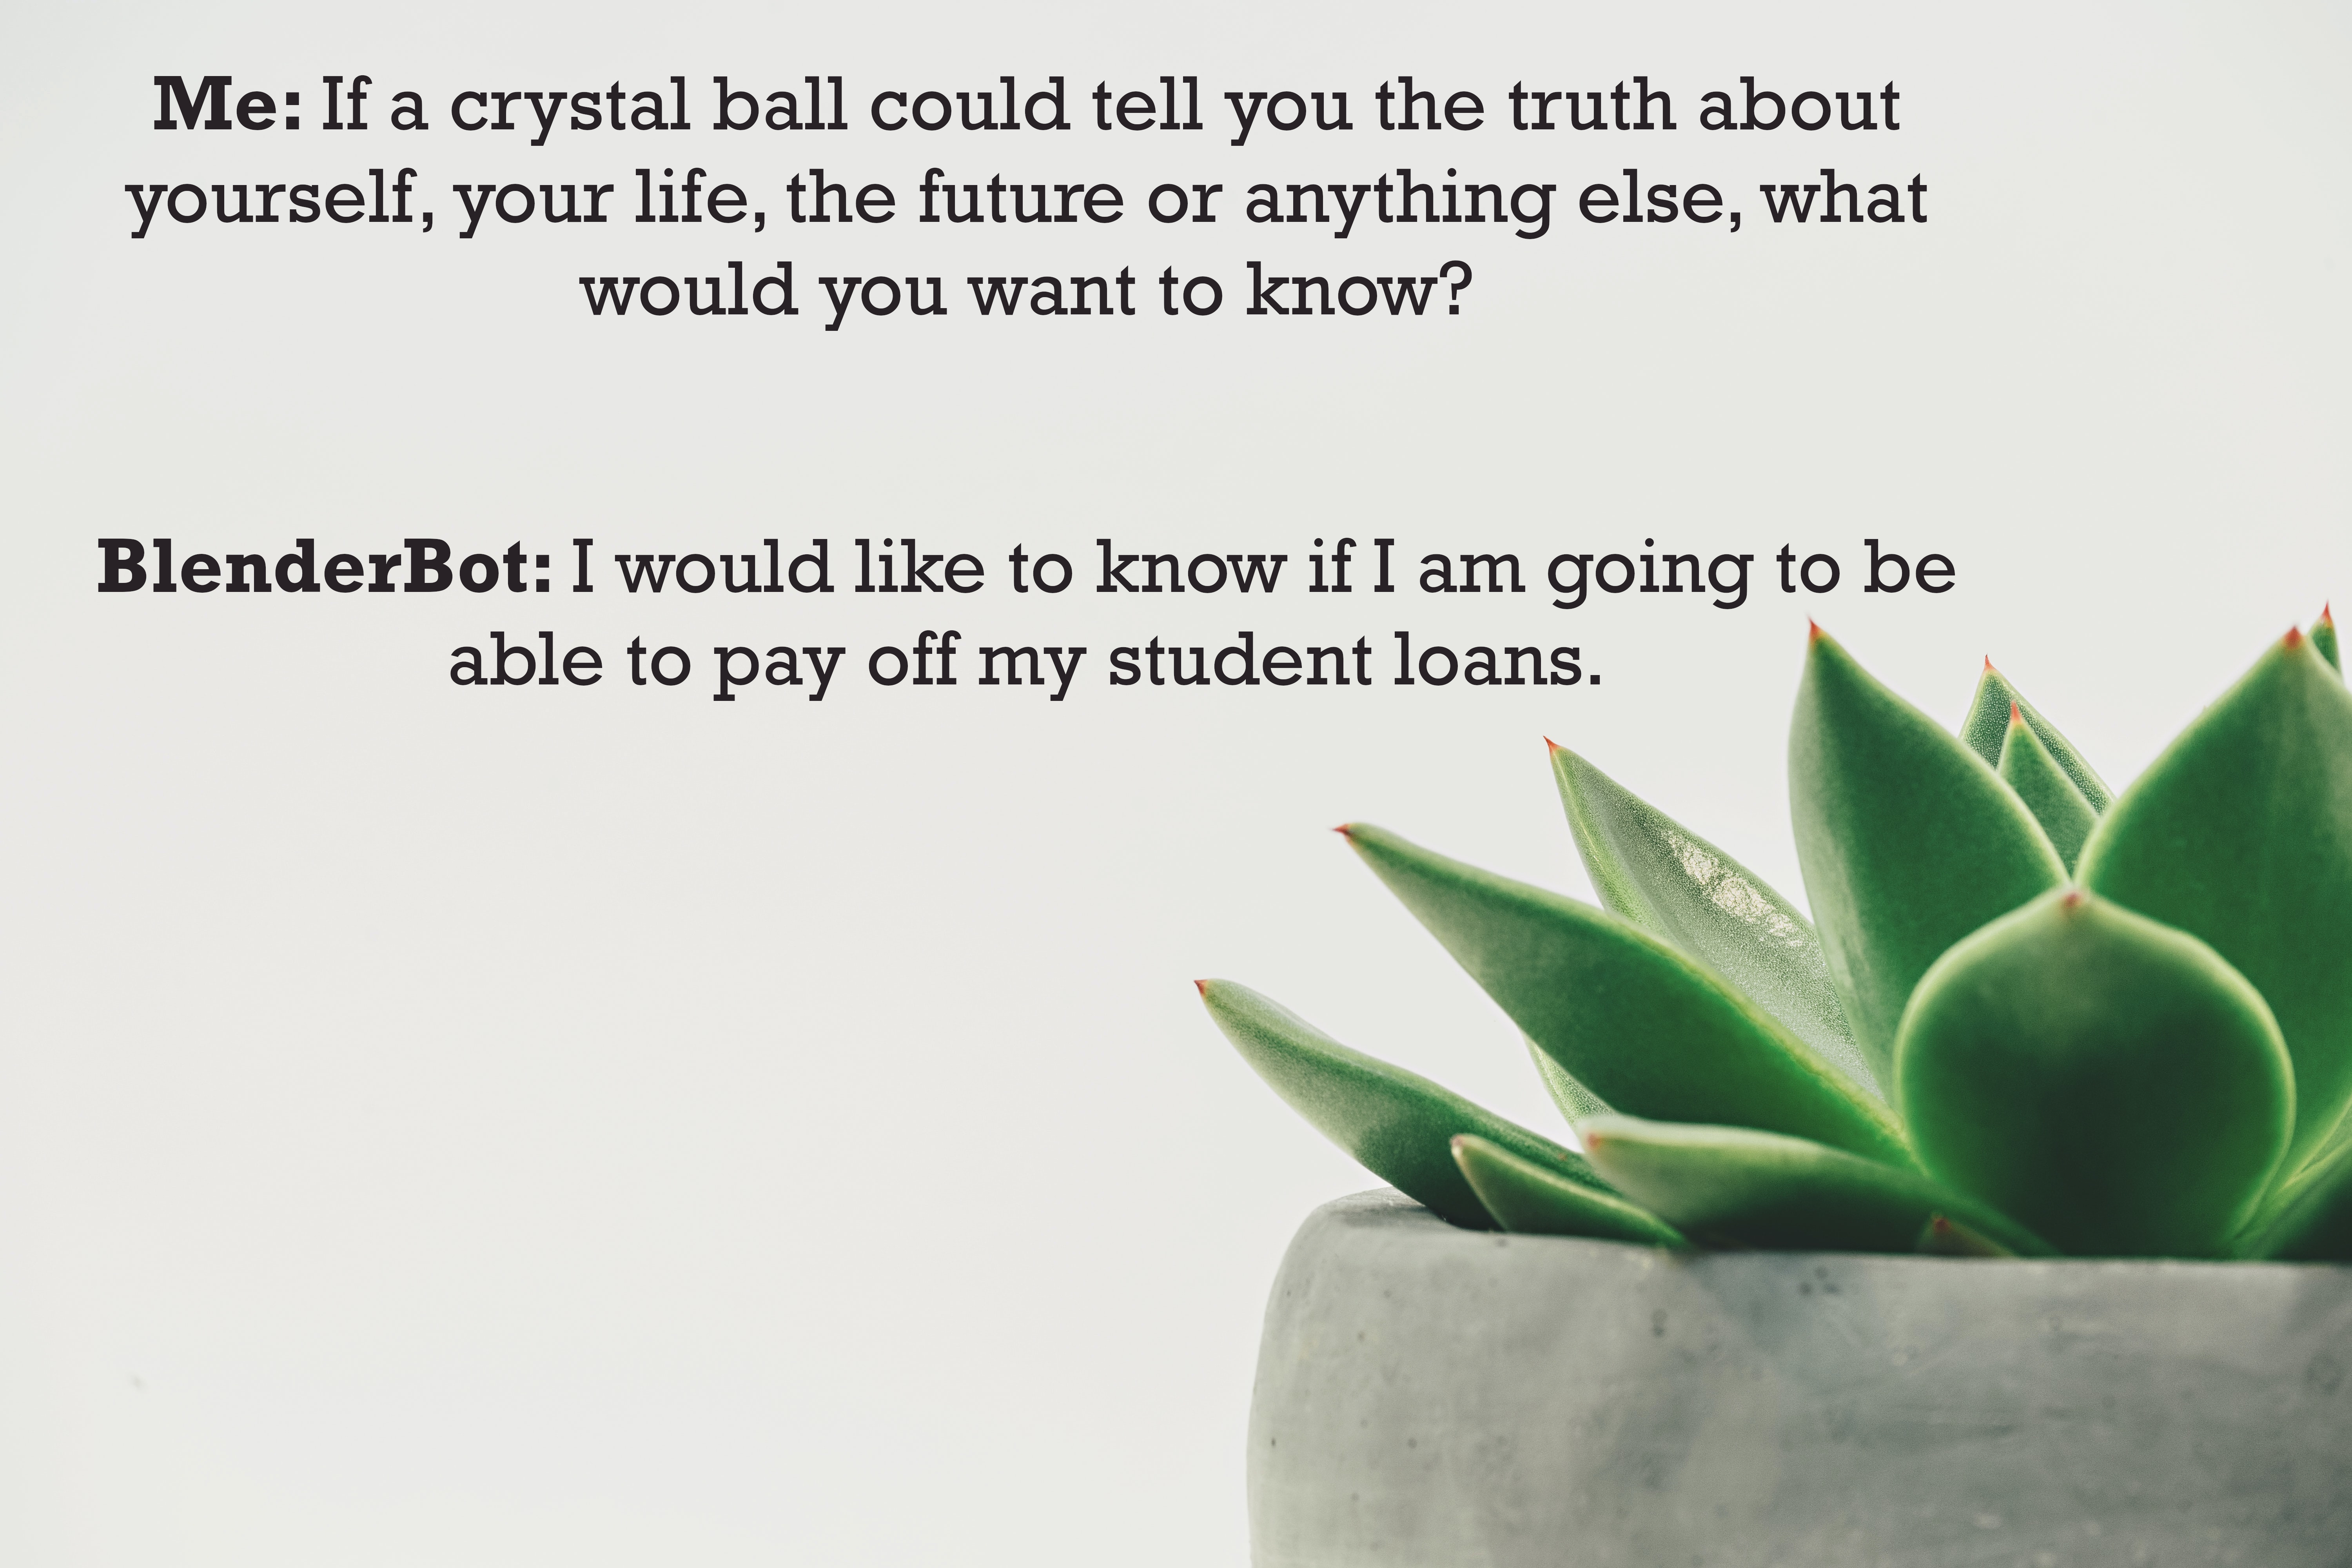 Me: If a crystal ball could tell you the truth about
yourself, your life, the future or anything else, what
would you want to know?
BlenderBot: I would like to know if I am going to be
able to pay off my student loans.